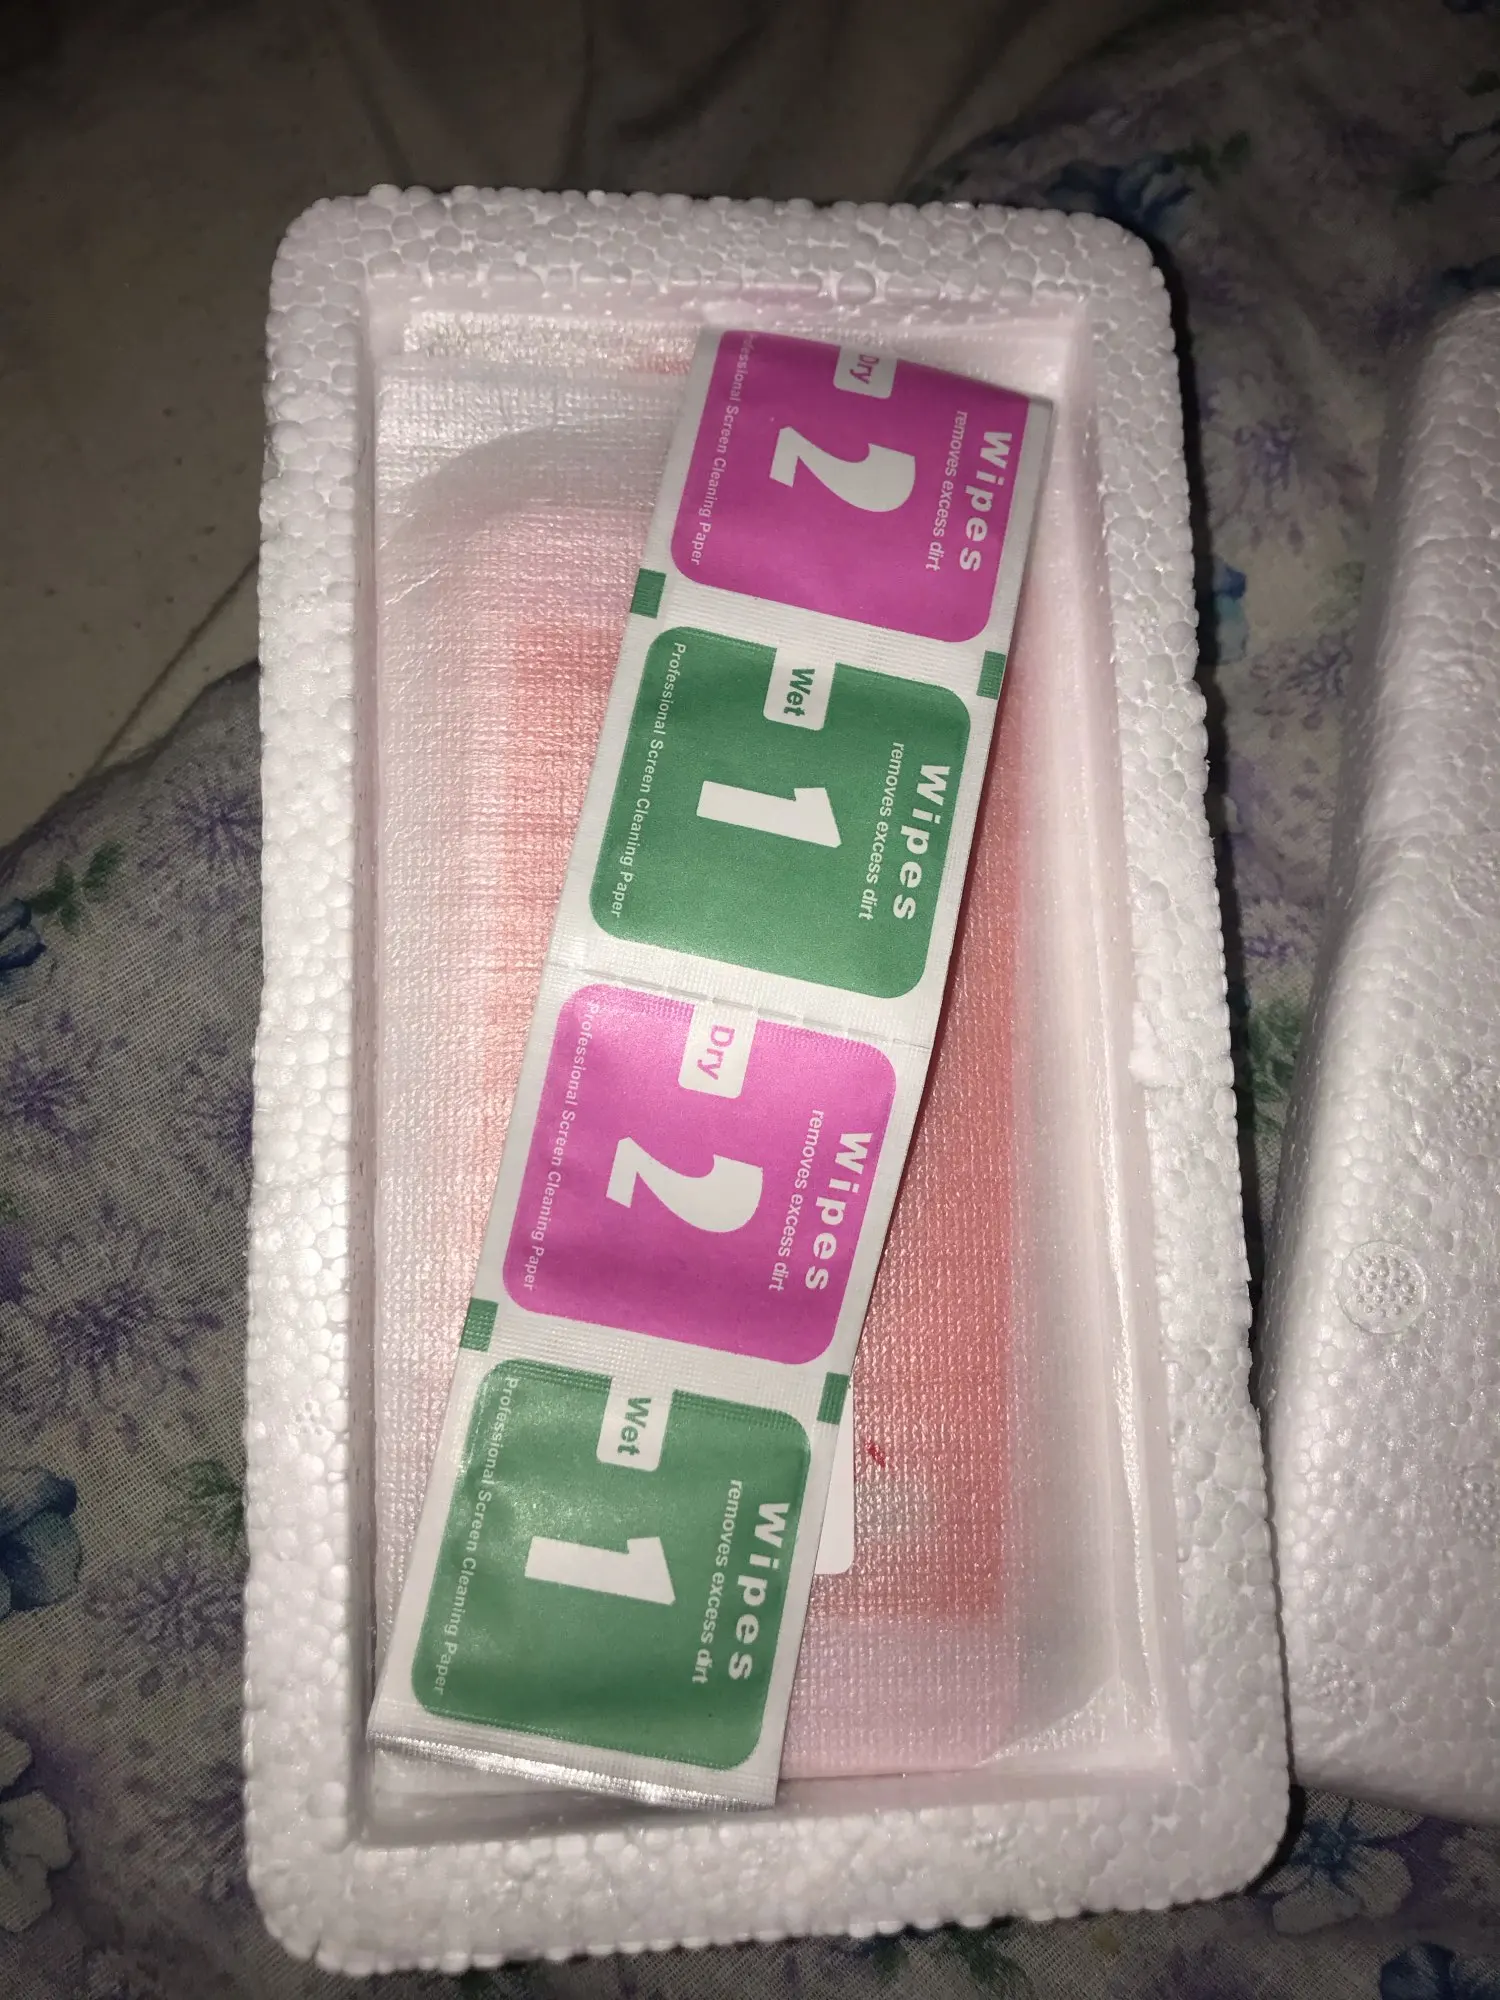 Wipes
removes excess dirt
2
Dry
Professional Screen Cleaning Paper
Wipes
removes excess dirt
1
Wet
Professional Screen Cleaning Paper
Wipes
removes excess dirt
2
Dry
Professional Screen Cleaning Paper
Wipes
removes excess dirt
1
Wet
Professional Screen Cleaning Paper